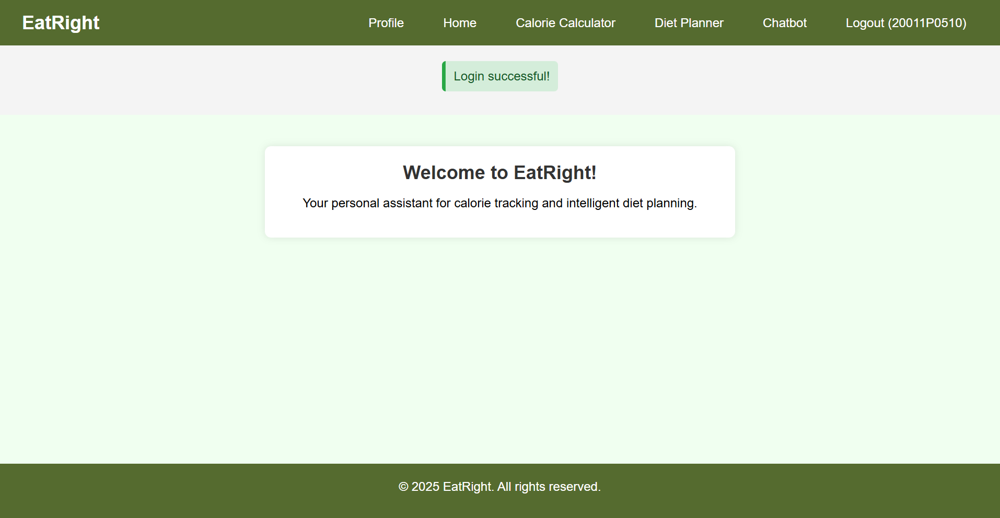 EatRight
Profile Home Calorie Calculator Diet Planner Chatbot Logout (20011P0510)
Login successful!
Welcome to EatRight!
Your personal assistant for calorie tracking and intelligent diet planning.
© 2025 EatRight. All rights reserved.